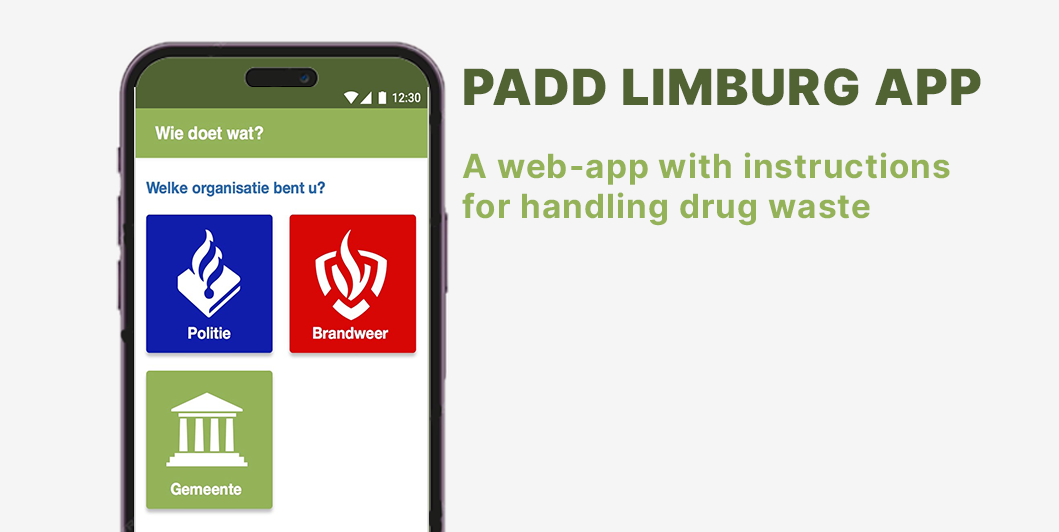 12:30
Wie doet wat?
Welke organisatie bent u?
Politie
Brandweer
Gemeente
PADD LIMBURG APP
A web-app with instructions
for handling drug waste